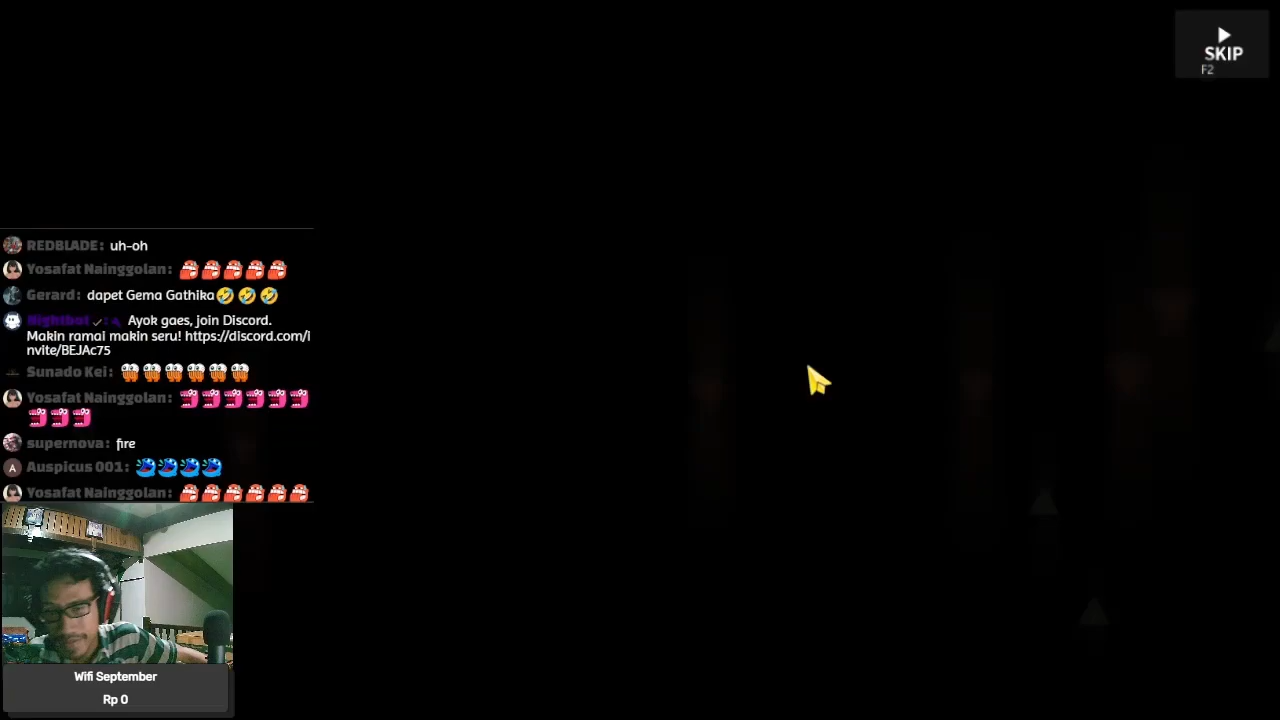 SKIP
F2
REDBLADE: uh-oh
Yosafat Nainggolan:
Gerard: dapet Gema Gathika🤣🤣🤣
Nightbot: Ayok gaes, join Discord.
Makin ramai makin seru! https://discord.com/i
nvite/BEJAc75
Sunado Kei:
Yosafat Nainggolan:
supernova: fire
A Auspicus 001:
Yosafat Nainggolan:
Wifi September
Rp 0